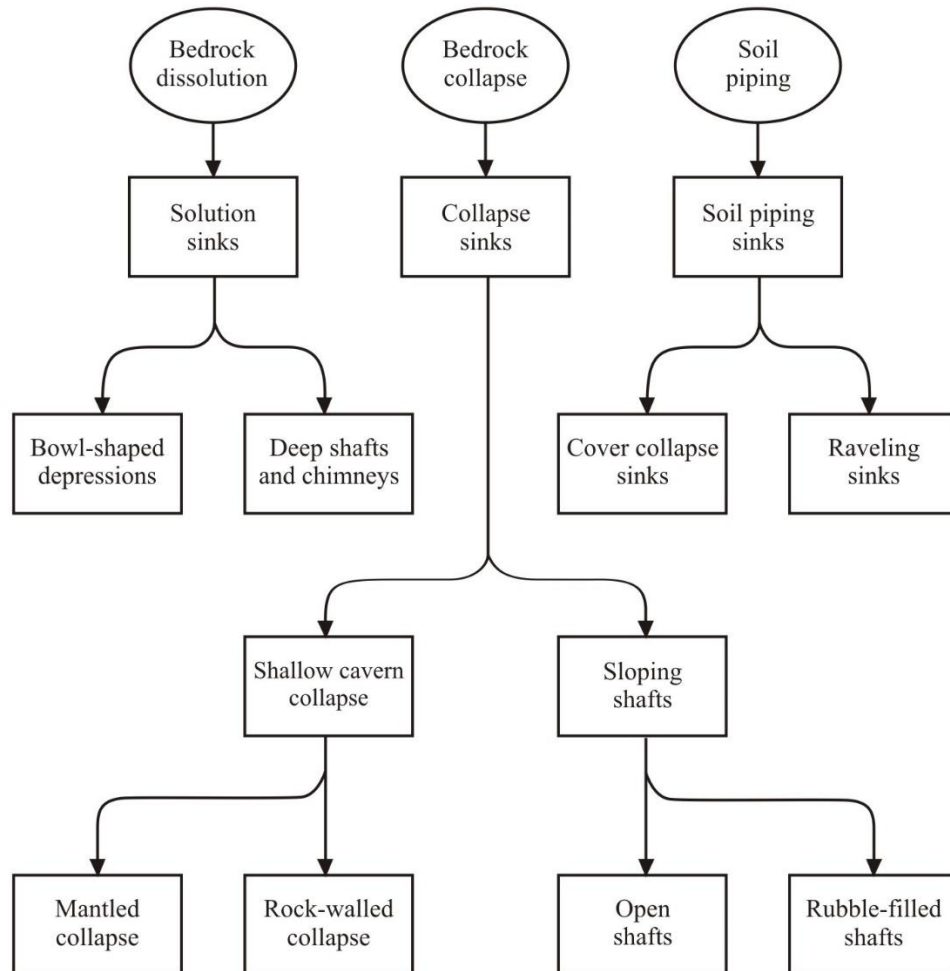 Bedrock
dissolution
Bedrock
collapse
Soil
piping
Solution
sinks
Collapse
sinks
Soil piping
sinks
Bowl-shaped
depressions
Deep shafts
and chimneys
Cover collapse
sinks
Raveling
sinks
Shallow cavern
collapse
Sloping
shafts
Mantled
collapse
Rock-walled
collapse
Open
shafts
Rubble-filled
shafts